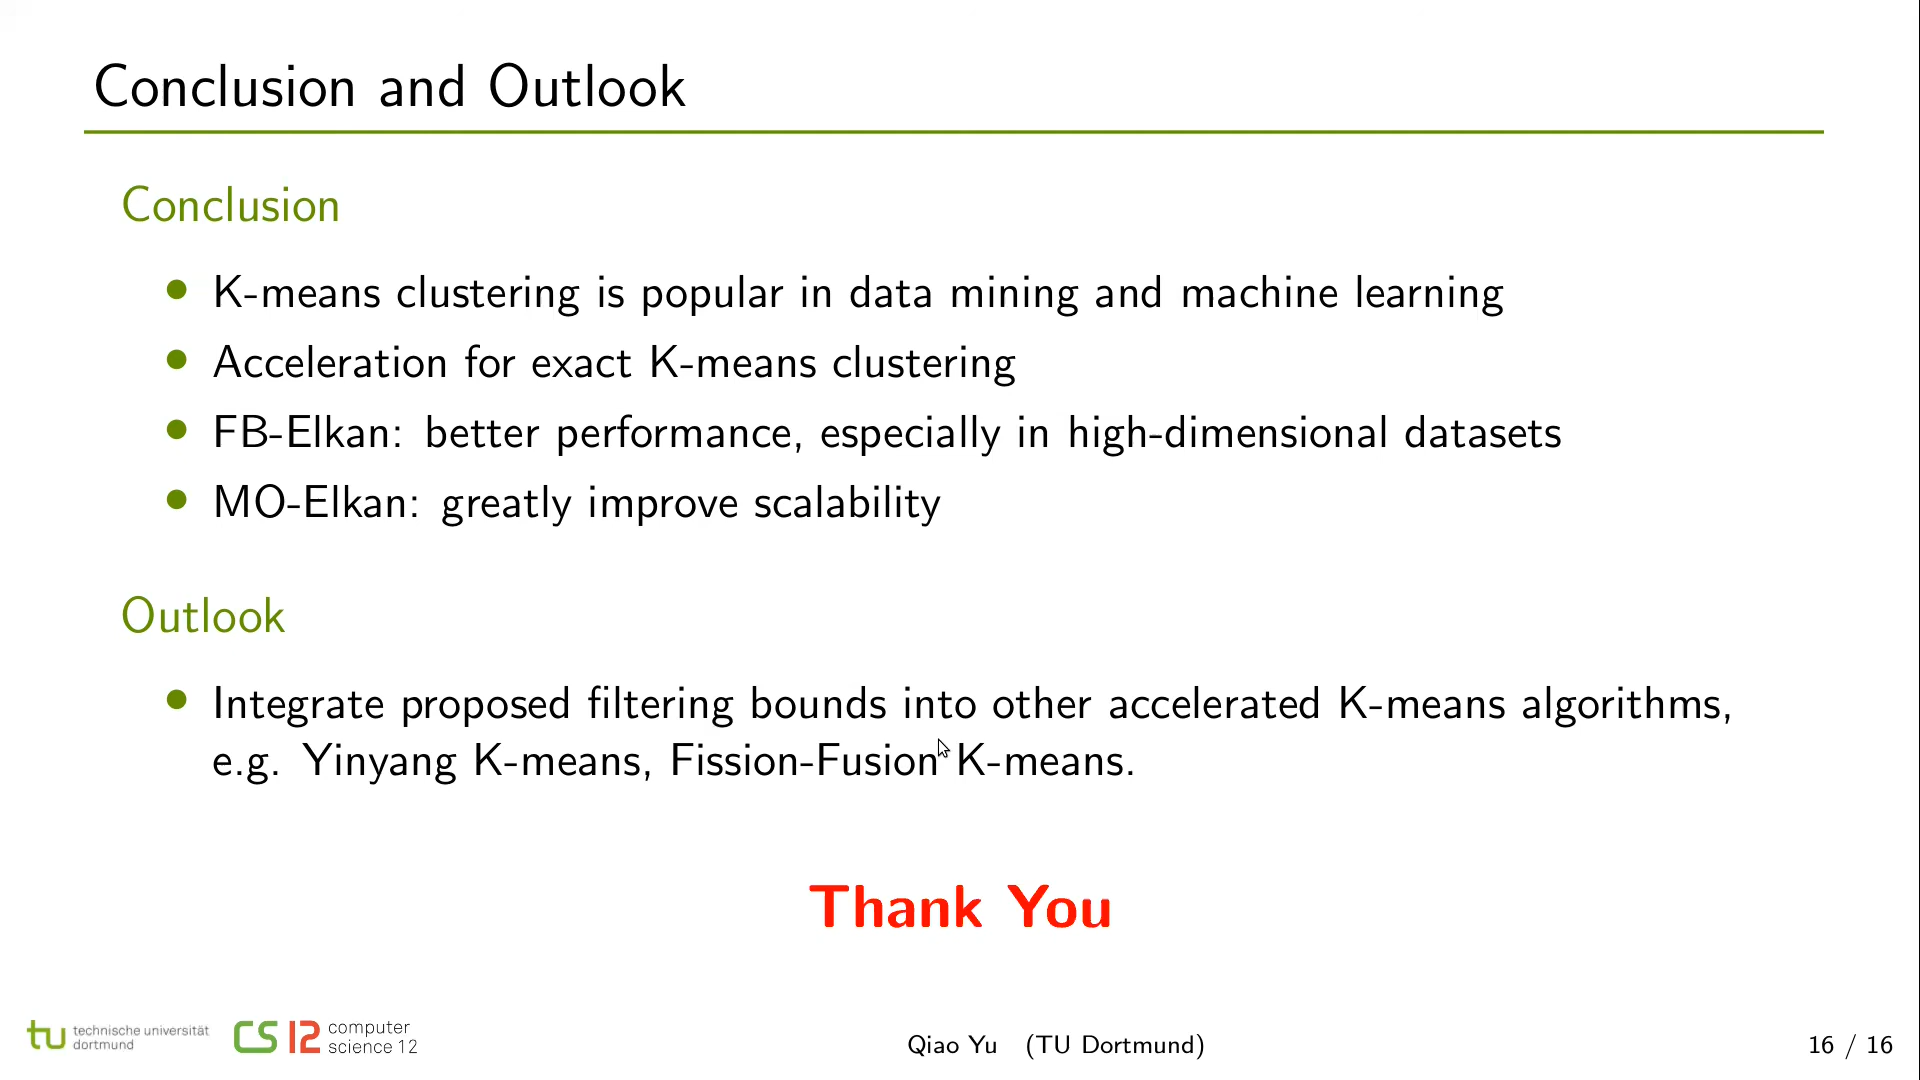 Conclusion and Outlook
Conclusion
• K-means clustering is popular in data mining and machine learning
• Acceleration for exact K-means clustering
• FB-Elkan: better performance, especially in high-dimensional datasets
• MO-Elkan: greatly improve scalability
Outlook
• Integrate proposed filtering bounds into other accelerated K-means algorithms,
e.g. Yinyang K-means, Fission-Fusion K-means.
Thank You
tu technische universität
dortmund
CS 12 computer
science 12
Qiao Yu (TU Dortmund)
16 / 16